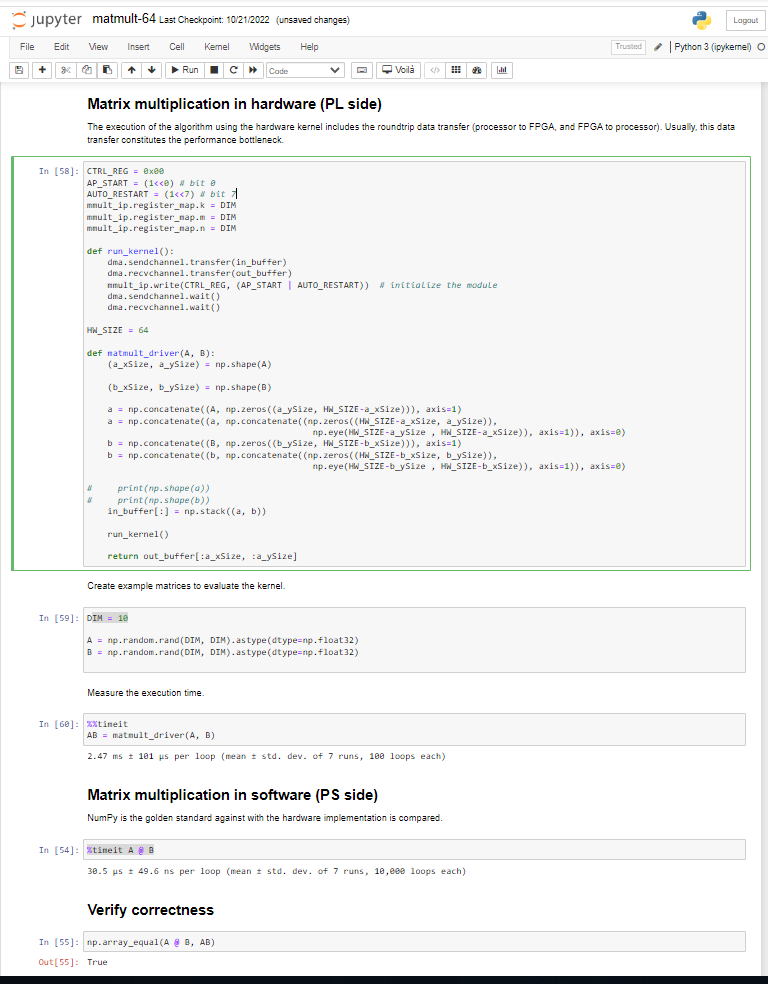 jupyter matmult-64 Last Checkpoint: 10/21/2022 (unsaved changes) Logout
File Edit View Insert Cell Kernel Widgets Help Trusted Python 3 (ipykernel)
Run Code Voilà
Matrix multiplication in hardware (PL side)
The execution of the algorithm using the hardware kernel includes the roundtrip data transfer (processor to FPGA, and FPGA to processor). Usually, this data
transfer constitutes the performance bottleneck.
In [58]: CTRL_REG = 0x00
AP_START = (1<<0) # bit 0
AUTO_RESTART = (1<<7) # bit 7
mmult_ip.register_map.k = DIM
mmult_ip.register_map.m = DIM
mmult_ip.register_map.n = DIM
def run_kernel():
    dma.sendchannel.transfer(in_buffer)
    dma.recvchannel.transfer(out_buffer)
    mmult_ip.write(CTRL_REG, (AP_START | AUTO_RESTART))  # initialize the module
    dma.sendchannel.wait()
    dma.recvchannel.wait()
HW_SIZE = 64
def matmult_driver(A, B):
    (a_xSize, a_ySize) = np.shape(A)
    (b_xSize, b_ySize) = np.shape(B)
    a = np.concatenate((A, np.zeros((a_ySize, HW_SIZE-a_xSize))), axis=1)
    a = np.concatenate((a, np.concatenate((np.zeros((HW_SIZE-a_xSize, a_ySize)),
                                           np.eye(HW_SIZE-a_ySize , HW_SIZE-a_xSize)), axis=1)), axis=0)
    b = np.concatenate((B, np.zeros((b_ySize, HW_SIZE-b_xSize))), axis=1)
    b = np.concatenate((b, np.concatenate((np.zeros((HW_SIZE-b_xSize, b_ySize)),
                                           np.eye(HW_SIZE-b_ySize , HW_SIZE-b_xSize)), axis=1)), axis=0)
#     print(np.shape(a))
#     print(np.shape(b))
    in_buffer[:] = np.stack((a, b))
    run_kernel()
    return out_buffer[:a_xSize, :a_ySize]
Create example matrices to evaluate the kernel.
In [59]: DIM = 10
A = np.random.rand(DIM, DIM).astype(dtype=np.float32)
B = np.random.rand(DIM, DIM).astype(dtype=np.float32)
Measure the execution time.
In [60]: %%timeit
AB = matmult_driver(A, B)
2.47 ms ± 101 µs per loop (mean ± std. dev. of 7 runs, 100 loops each)
Matrix multiplication in software (PS side)
NumPy is the golden standard against with the hardware implementation is compared.
In [54]: %timeit A @ B
30.5 µs ± 49.6 ns per loop (mean ± std. dev. of 7 runs, 10,000 loops each)
Verify correctness
In [55]: np.array_equal(A @ B, AB)
Out[55]: True